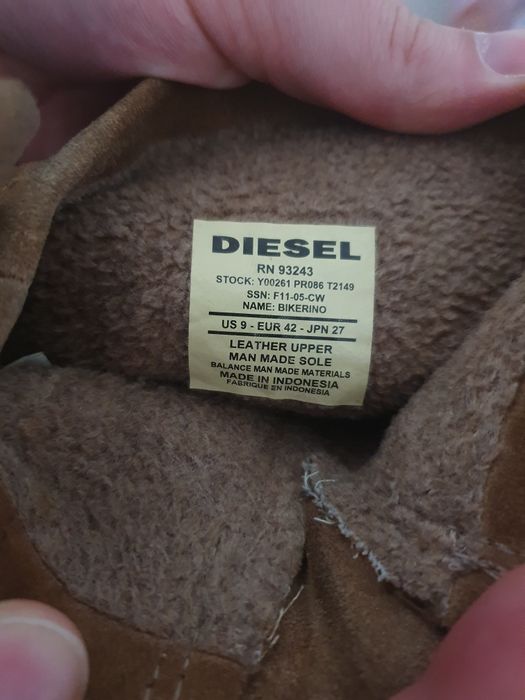 DIESEL
RN 93243
STOCK: Y00261 PR086 T2149
SSN: F11-05-CW
NAME: BIKERINO
US 9 - EUR 42 - JPN 27
LEATHER UPPER
MAN MADE SOLE
BALANCE MAN MADE MATERIALS
MADE IN INDONESIA
FABRIQUE EN INDONESIA